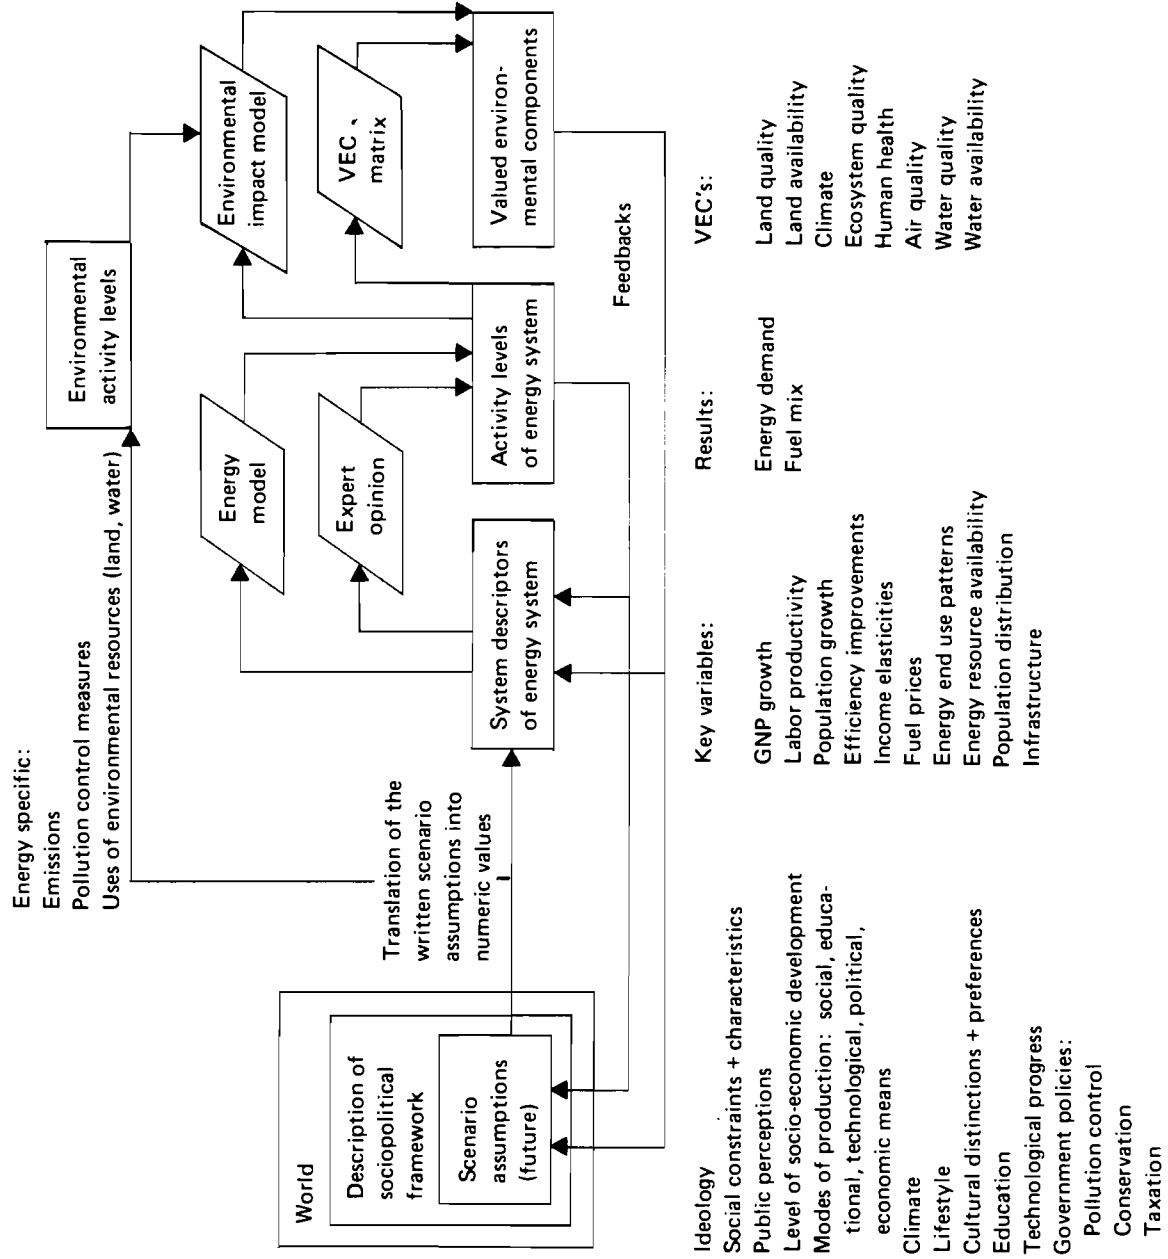 Energy specific:
Emissions
Pollution control measures
Uses of environmental resources (land, water)
Environmental
activity levels
Energy
model
Environmental
impact model
Expert
opinion
VEC
matrix
World
Description of
sociopolitical
framework
Scenario
assumptions
(future)
Translation of the
written scenario
assumptions into
numeric values
System descriptors
of energy system
Activity levels
of energy system
Valued environ-
mental components
Feedbacks
Ideology
Social constraints + characteristics
Public perceptions
Level of socio-economic development
Modes of production: social, educa-
tional, technological, political,
economic means
Climate
Lifestyle
Cultural distinctions + preferences
Education
Technological progress
Government policies:
Pollution control
Conservation
Taxation
Key variables:
GNP growth
Labor productivity
Population growth
Efficiency improvements
Income elasticities
Fuel prices
Energy end use patterns
Energy resource availability
Population distribution
Infrastructure
Results:
Energy demand
Fuel mix
VEC's:
Land quality
Land availability
Climate
Ecosystem quality
Human health
Air quality
Water quality
Water availability